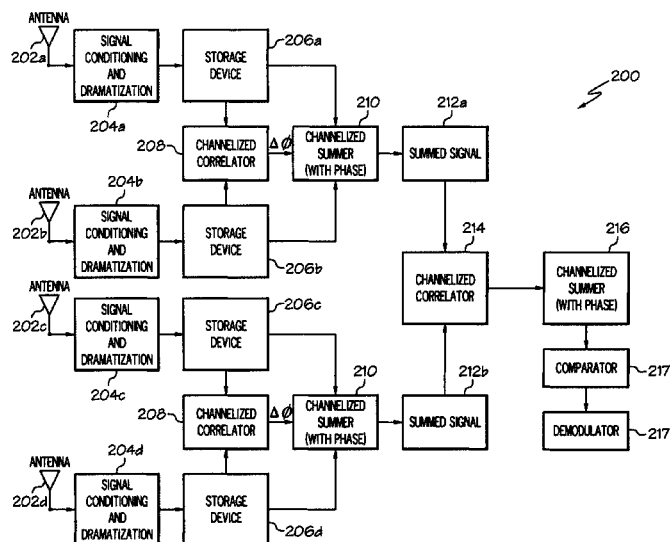 ANTENNA
202a
SIGNAL
CONDITIONING
AND
DRAMATIZATION
204a
STORAGE
DEVICE
206a
208
CHANNELIZED
CORRELATOR
Δ Ø
210
CHANNELIZED
SUMMER
(WITH PHASE)
212a
SUMMED SIGNAL
200
ANTENNA
202b
204b
SIGNAL
CONDITIONING
AND
DRAMATIZATION
STORAGE
DEVICE
206b
214
CHANNELIZED
CORRELATOR
216
CHANNELIZED
SUMMER
(WITH PHASE)
COMPARATOR
217
DEMODULATOR
217
ANTENNA
202c
SIGNAL
CONDITIONING
AND
DRAMATIZATION
204c
206c
STORAGE
DEVICE
208
CHANNELIZED
CORRELATOR
Δ Ø
210
CHANNELIZED
SUMMER
(WITH PHASE)
212b
SUMMED SIGNAL
ANTENNA
202d
204d
SIGNAL
CONDITIONING
AND
DRAMATIZATION
STORAGE
DEVICE
206d